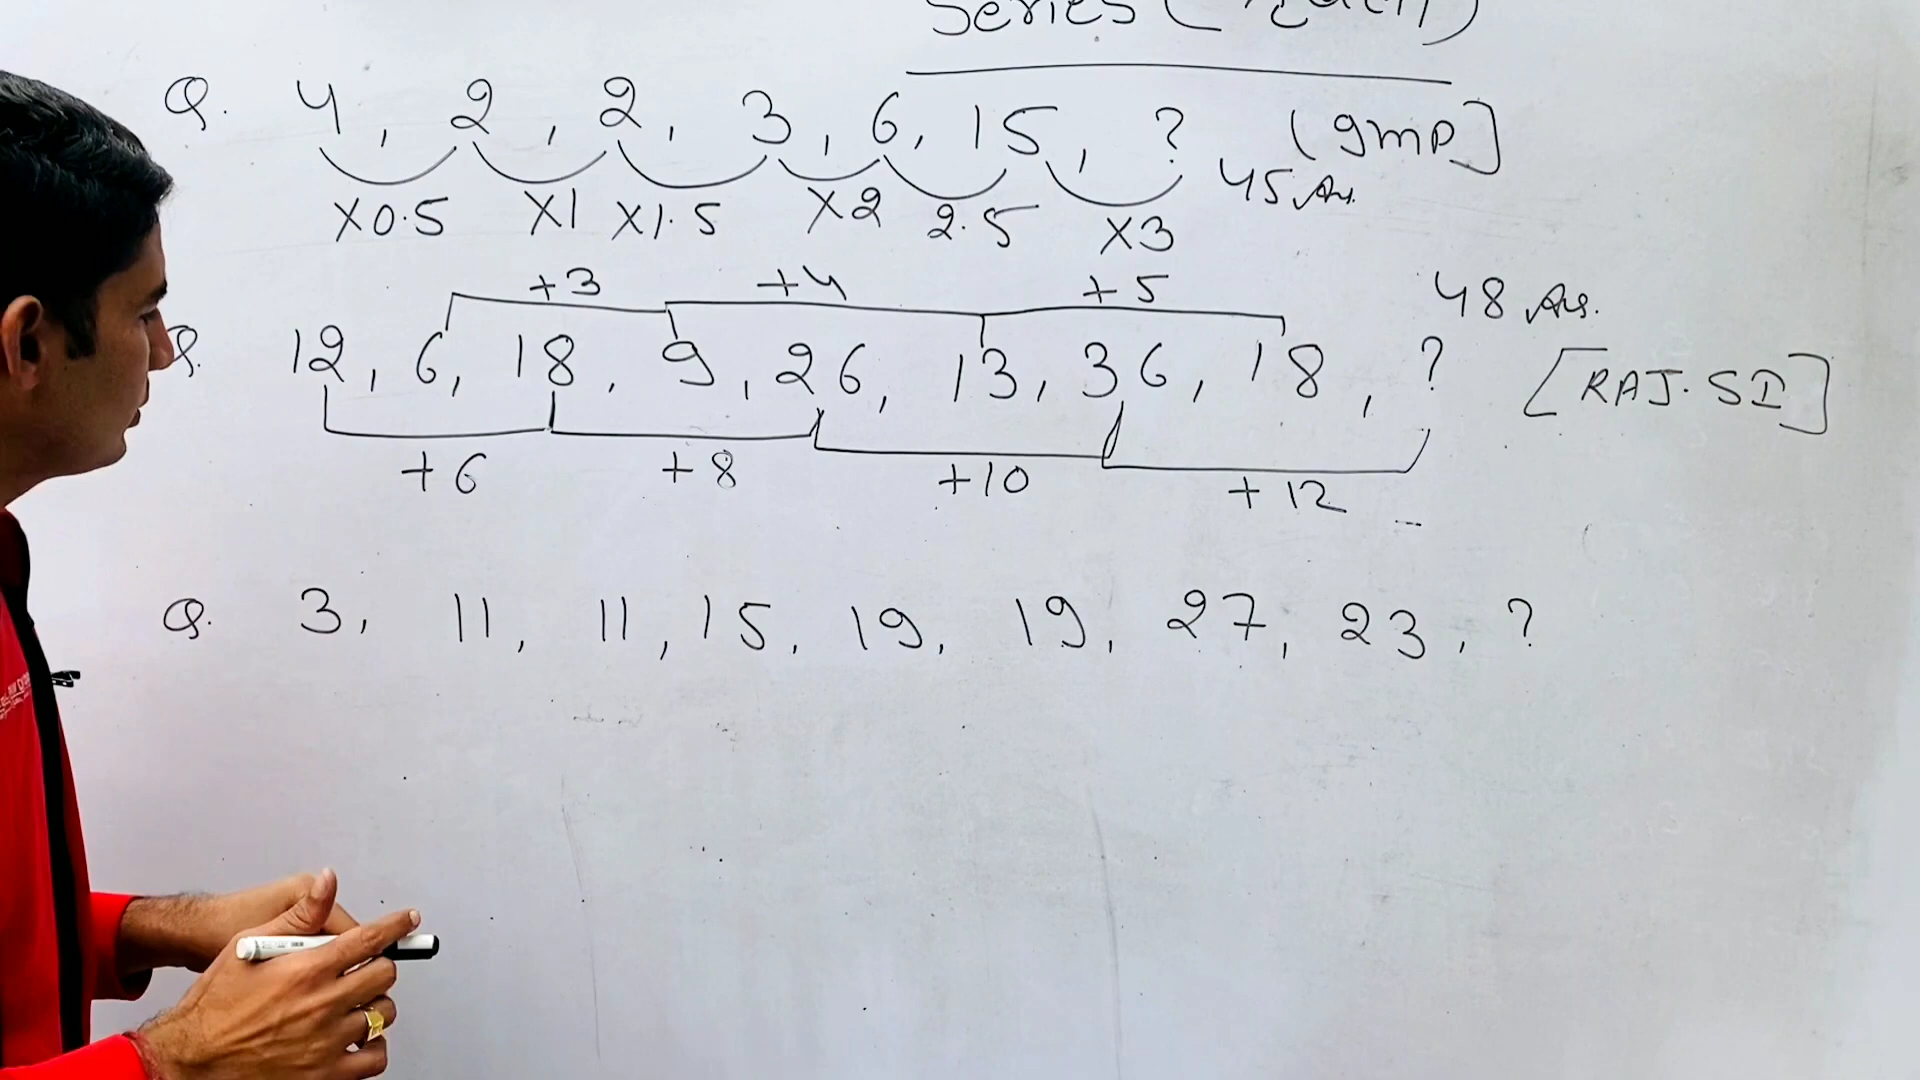 Series (
Q. 4, 2, 2, 3, 6, 15, ? (gmp]
45 Ans.
X0.5 X1 X1.5 X2 2.5 X3
+3 +4 +5
48 Ans.
Q. 12, 6, 18, 9, 26, 13, 36, 18, ? [RAJ. SI]
+6 +8 +10 +12
Q. 3, 11, 11, 15, 19, 19, 27, 23, ?